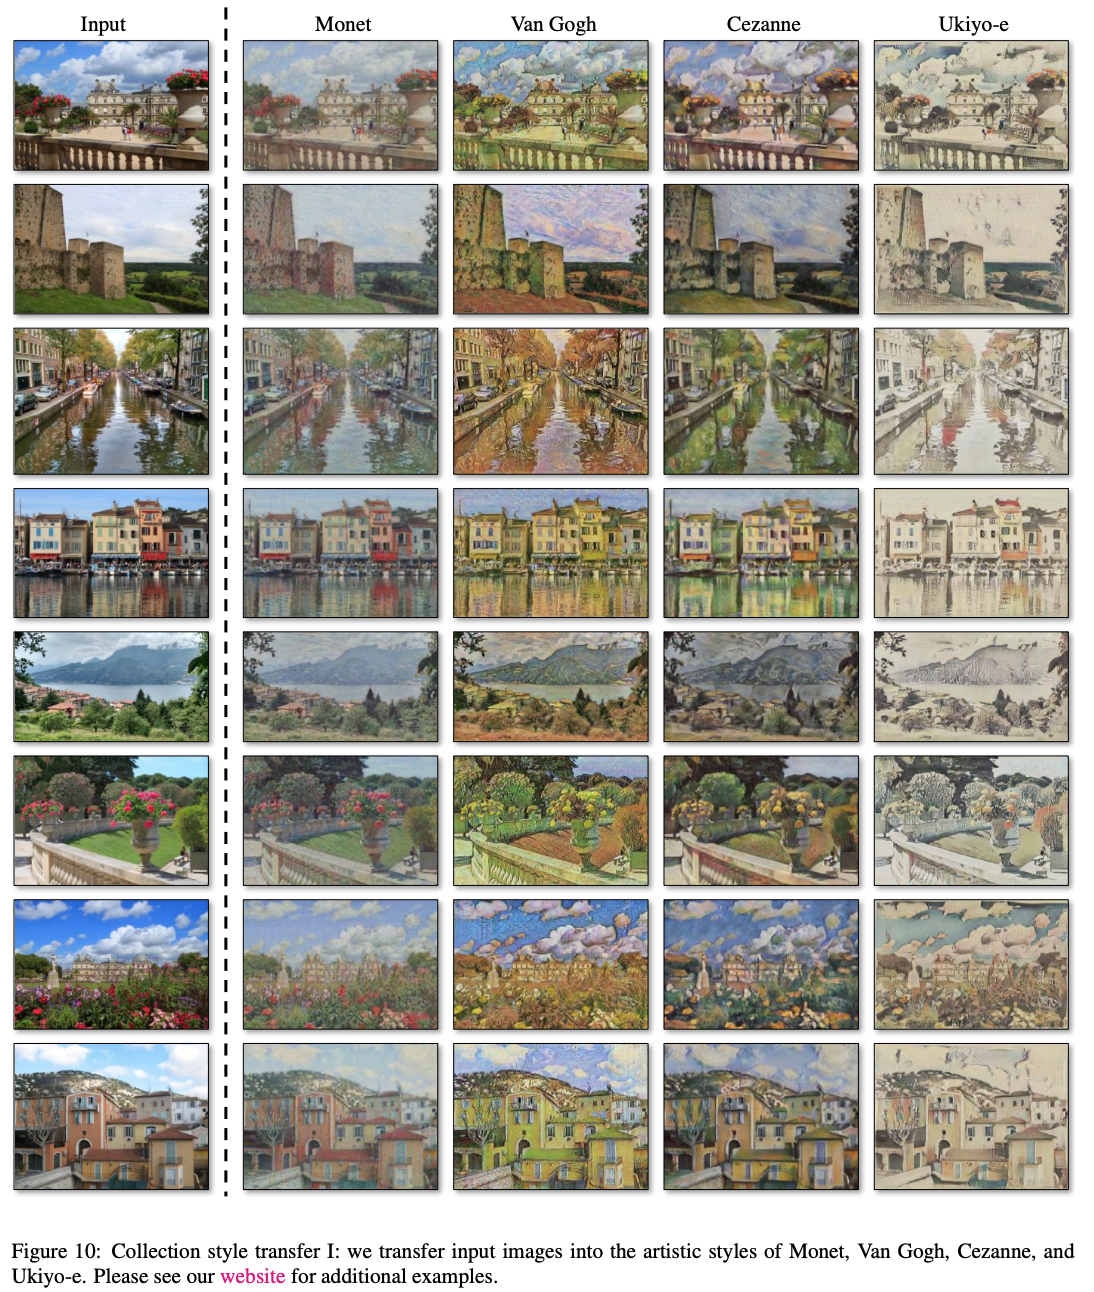 Input Monet Van Gogh Cezanne Ukiyo-e
Figure 10: Collection style transfer I: we transfer input images into the artistic styles of Monet, Van Gogh, Cezanne, and
Ukiyo-e. Please see our website for additional examples.